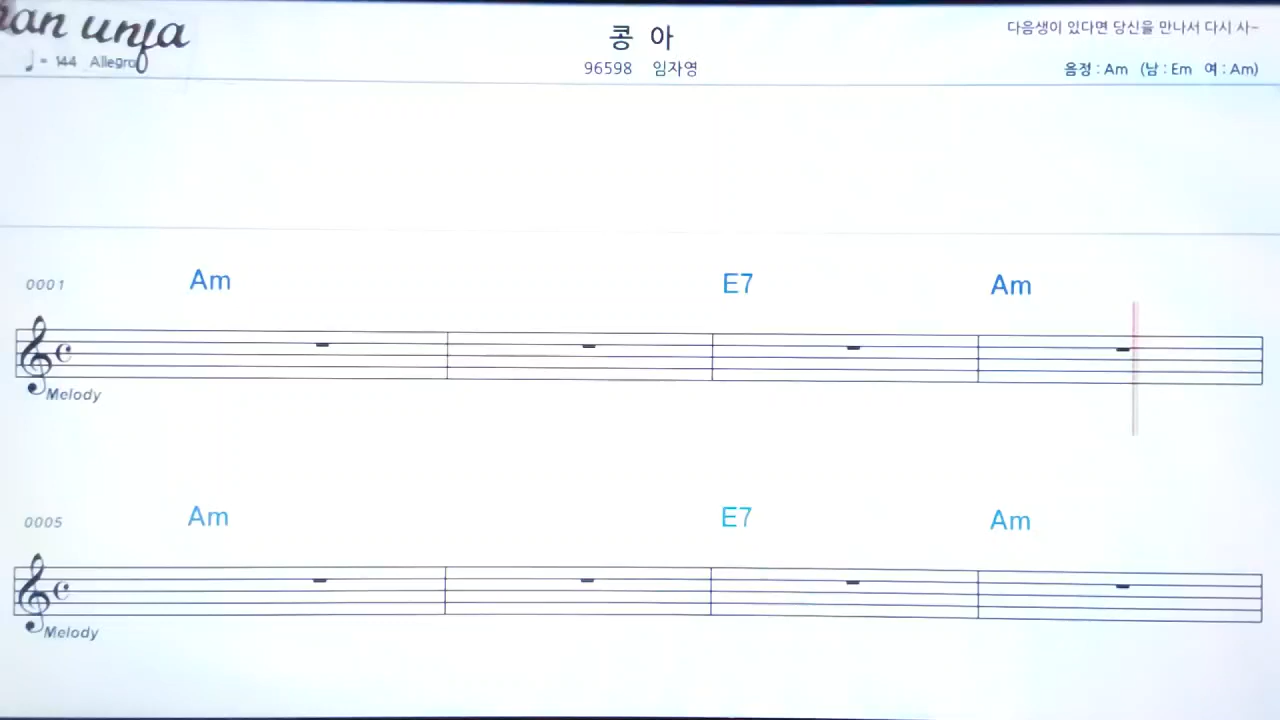 an unja
♩ = 144 Allegro
콩 아
96598 임자영
다음생이 있다면 당신을 만나서 다시 사~
음정 : Am (남 : Em 여 : Am)
0001 Am E7 Am
Melody
0005 Am E7 Am
Melody